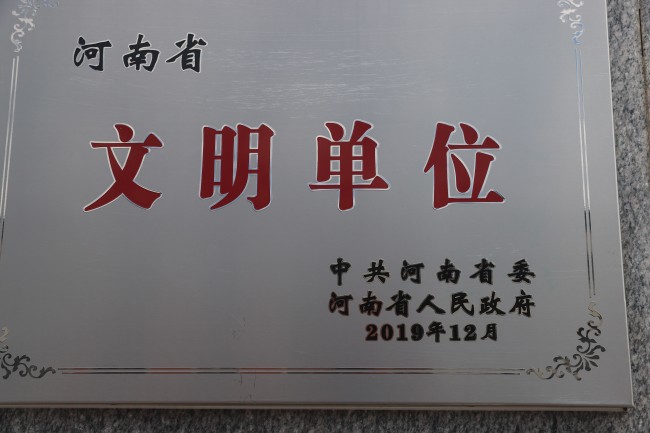 河南省
文明单位
中共河南省委
河南省人民政府
2019年12月